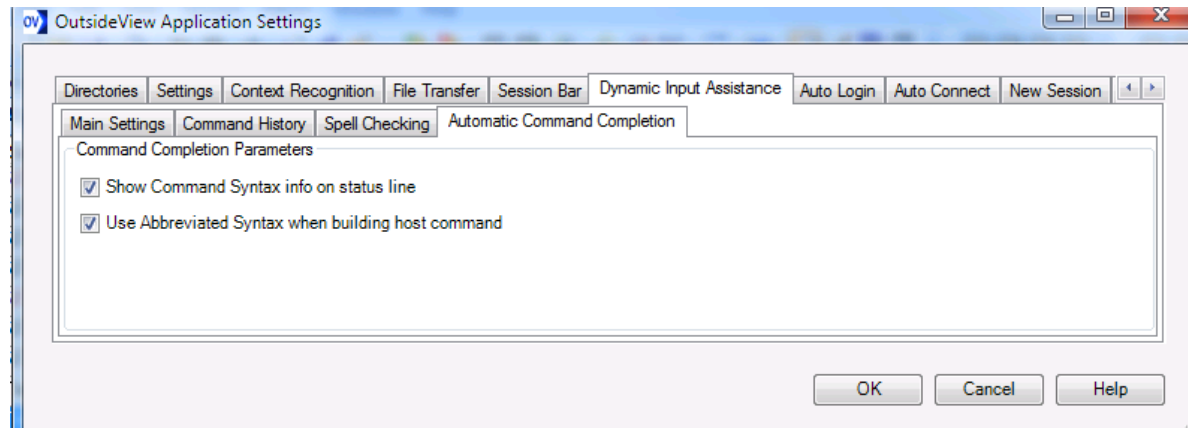 OV OutsideView Application Settings
Directories Settings Context Recognition File Transfer Session Bar Dynamic Input Assistance Auto Login Auto Connect New Session
Main Settings Command History Spell Checking Automatic Command Completion
Command Completion Parameters
Show Command Syntax info on status line
Use Abbreviated Syntax when building host command
OK Cancel Help